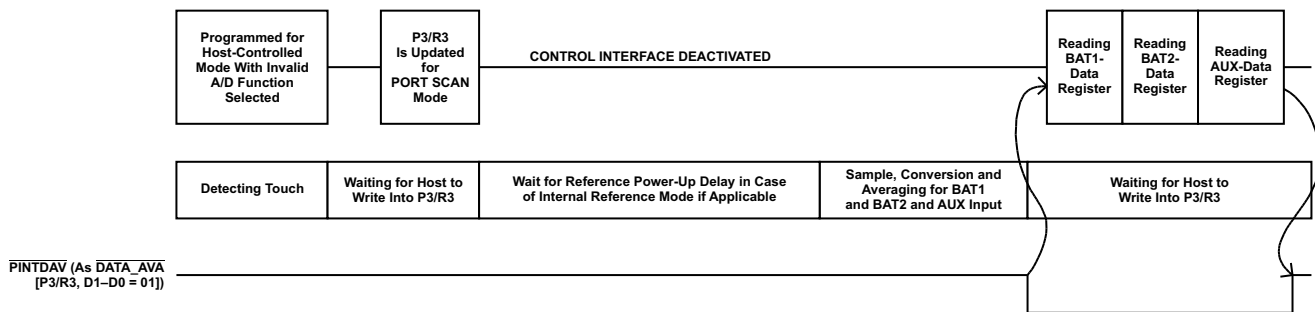 Programmed for
Host-Controlled
Mode With Invalid
A/D Function
Selected
P3/R3
Is Updated
for
PORT SCAN
Mode
CONTROL INTERFACE DEACTIVATED
Reading
BAT1-
Data
Register
Reading
BAT2-
Data
Register
Reading
AUX-Data
Register
Detecting Touch
Waiting for Host to
Write Into P3/R3
Wait for Reference Power-Up Delay in Case
of Internal Reference Mode if Applicable
Sample, Conversion and
Averaging for BAT1
and BAT2 and AUX Input
Waiting for Host to
Write Into P3/R3
PINTDAV (As DATA_AVA
[P3/R3, D1–D0 = 01])